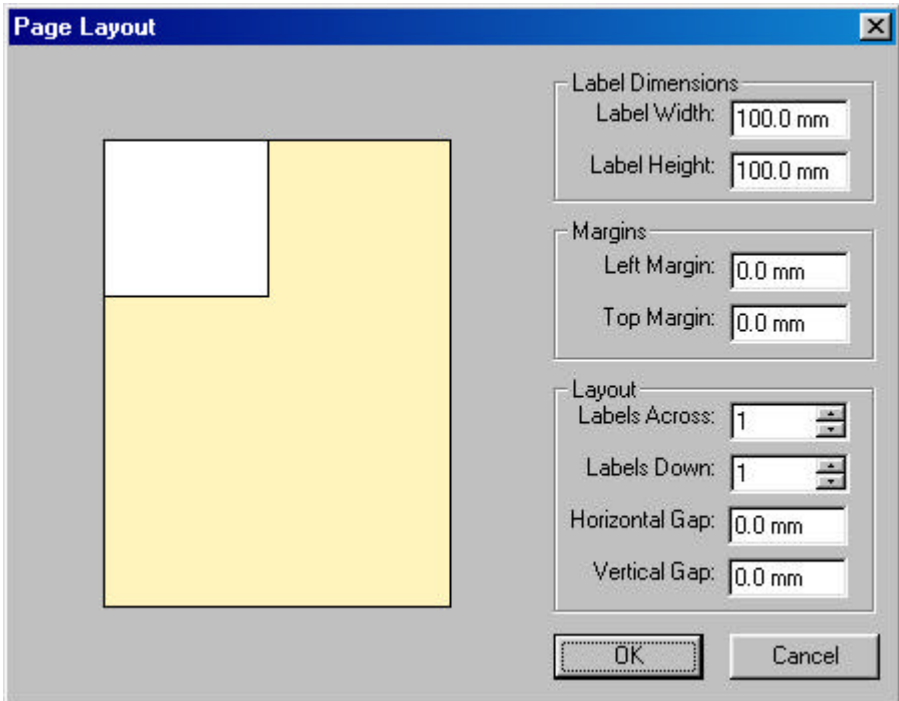 Page Layout
Label Dimensions
Label Width: 100.0 mm
Label Height: 100.0 mm
Margins
Left Margin: 0.0 mm
Top Margin: 0.0 mm
Layout
Labels Across: 1
Labels Down: 1
Horizontal Gap: 0.0 mm
Vertical Gap: 0.0 mm
OK Cancel